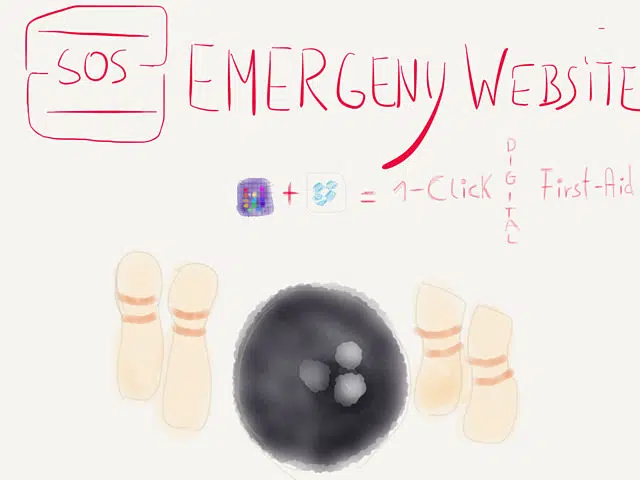 SOS
EMERGENY WEBSITE
+ = 1-Click DIGITAL First-Aid